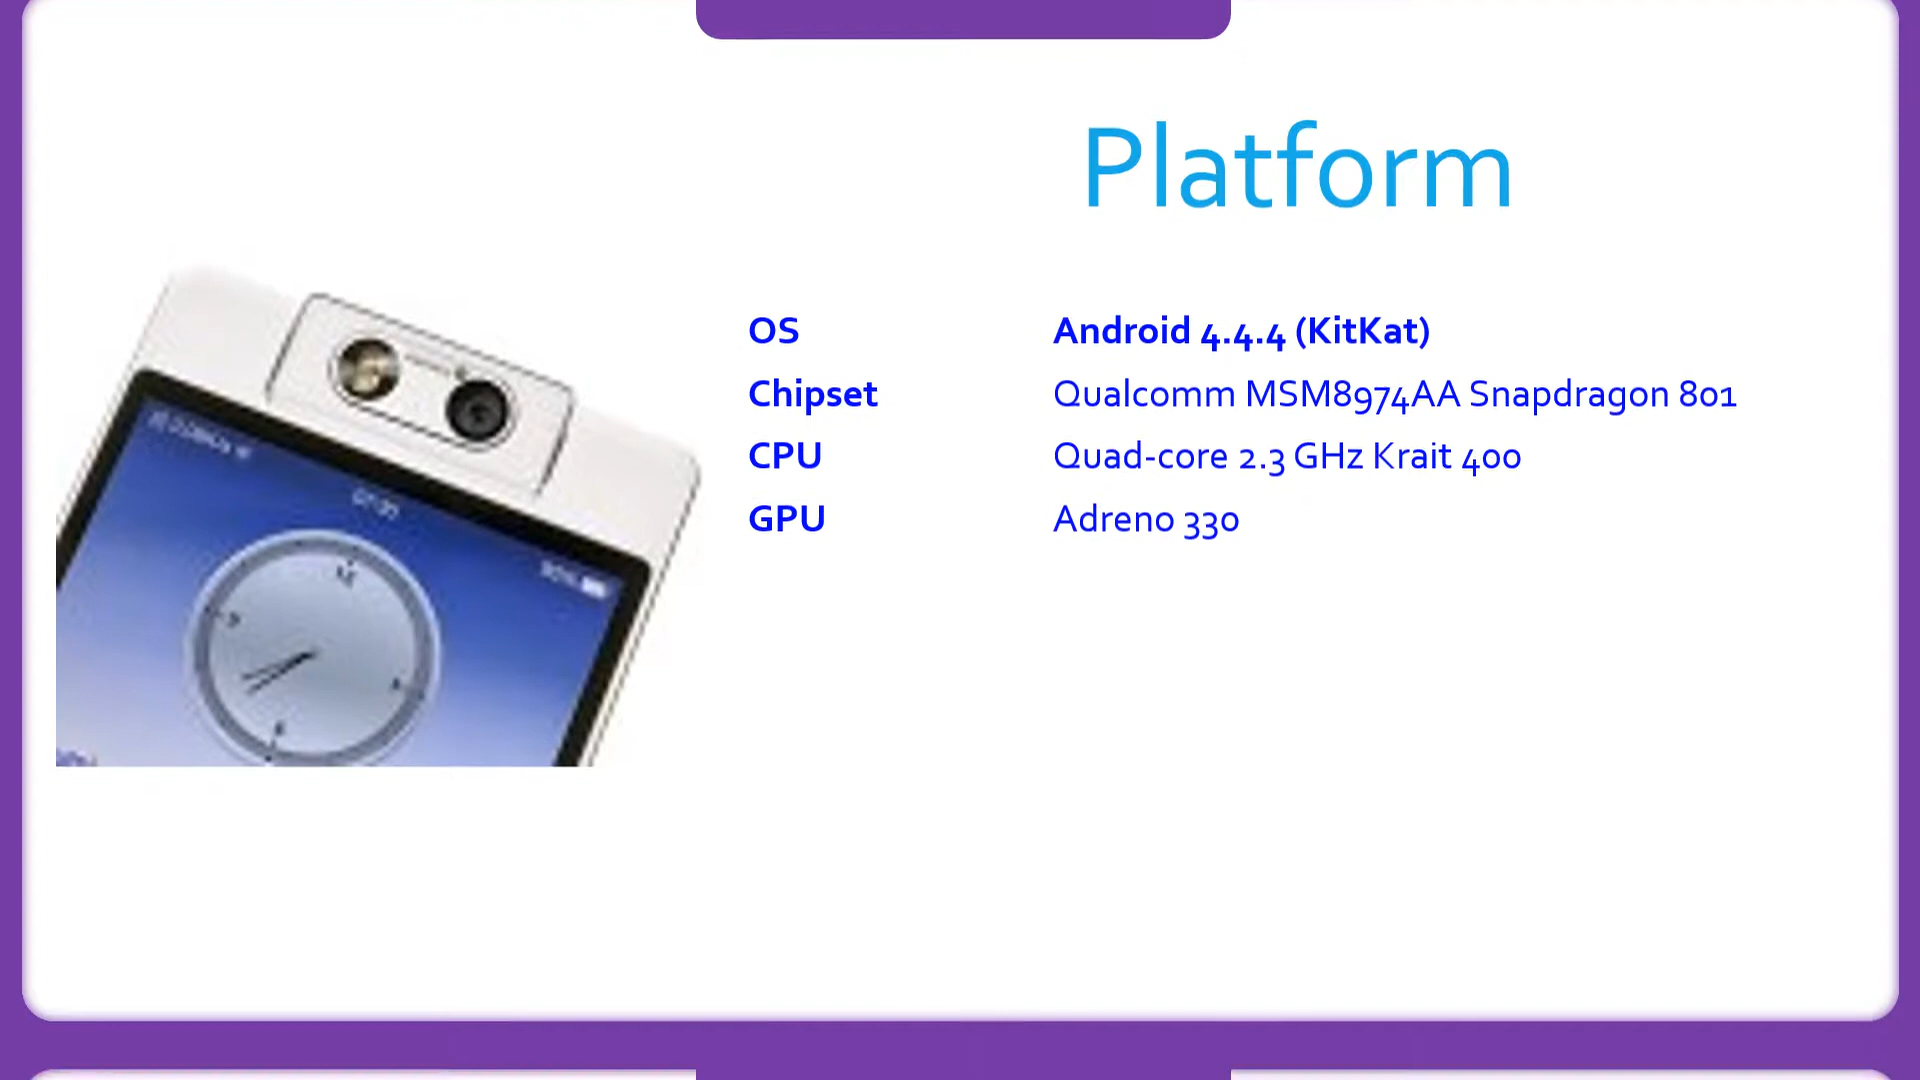 Platform
OS Android 4.4.4 (KitKat)
Chipset Qualcomm MSM8974AA Snapdragon 801
CPU Quad-core 2.3 GHz Krait 400
GPU Adreno 330